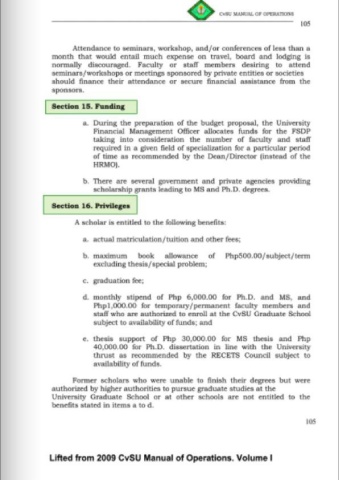 CvSU MANUAL OF OPERATIONS
105
Attendance to seminars, workshop, and/or conferences of less than a
month that would entail much expense on travel, board and lodging is
normally discouraged. Faculty or staff members desiring to attend
seminars/workshops or meetings sponsored by private entities or societies
should finance their attendance or secure financial assistance from the
sponsors.
Section 15. Funding
a. During the preparation of the budget proposal, the University
Financial Management Officer allocates funds for the FSDP
taking into consideration the number of faculty and staff
required in a given field of specialization for a particular period
of time as recommended by the Dean/Director (instead of the
HRMO).
b. There are several government and private agencies providing
scholarship grants leading to MS and Ph.D. degrees.
Section 16. Privileges
A scholar is entitled to the following benefits:
a. actual matriculation/tuition and other fees;
b. maximum book allowance of Php500.00/subject/term
excluding thesis/special problem;
c. graduation fee;
d. monthly stipend of Php 6,000.00 for Ph.D. and MS, and
Php1,000.00 for temporary/permanent faculty members and
staff who are authorized to enroll at the CvSU Graduate School
subject to availability of funds; and
e. thesis support of Php 30,000.00 for MS thesis and Php
40,000.00 for Ph.D. dissertation in line with the University
thrust as recommended by the RECETS Council subject to
availability of funds.
Former scholars who were unable to finish their degrees but were
authorized by higher authorities to pursue graduate studies at the
University Graduate School or at other schools are not entitled to the
benefits stated in items a to d.
105
Lifted from 2009 CvSU Manual of Operations. Volume I